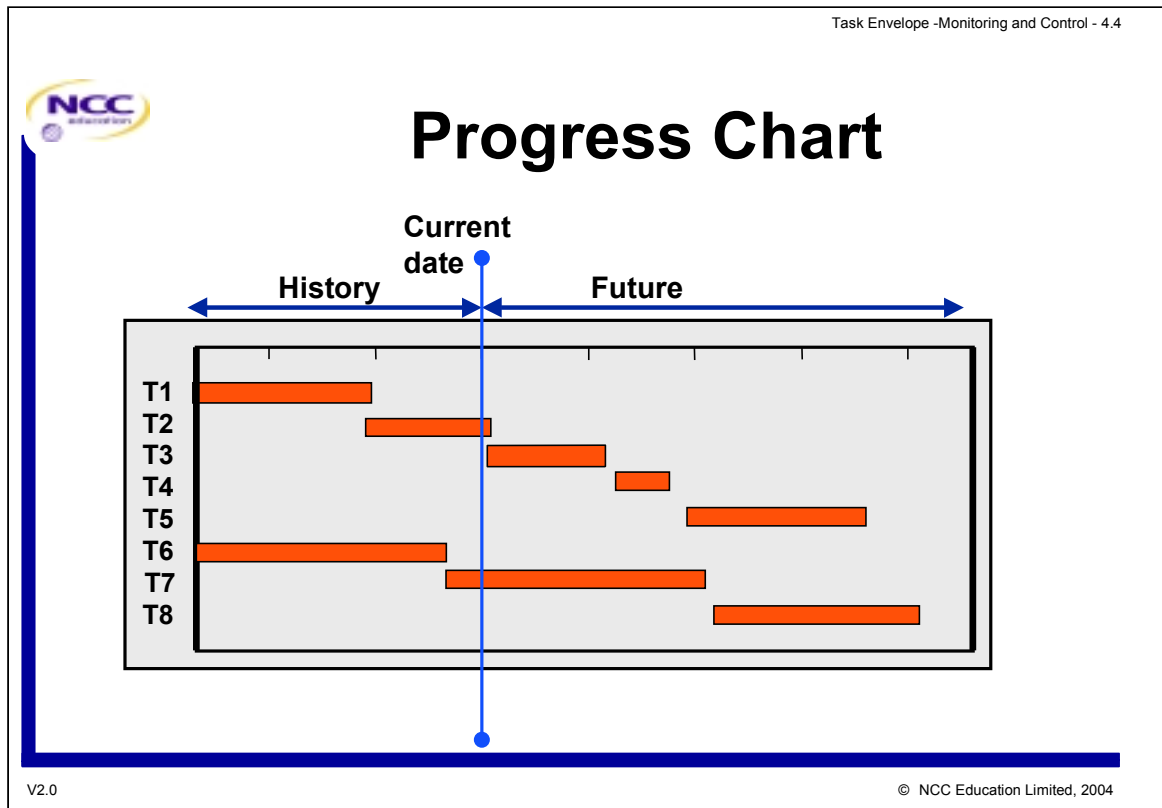 Task Envelope -Monitoring and Control - 4.4
NCC
education
Progress Chart
Current
date
History
Future
T1
T2
T3
T4
T5
T6
T7
T8
V2.0
© NCC Education Limited, 2004